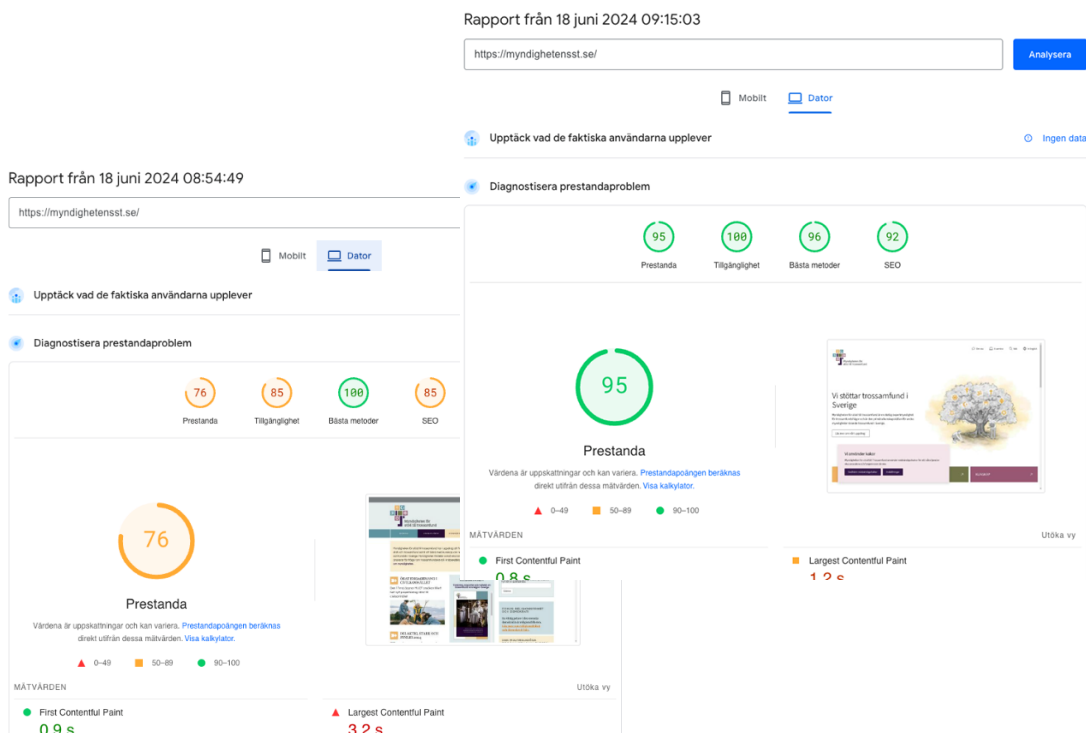 Rapport från 18 juni 2024 09:15:03
https://myndighetensst.se/
Analysera
Mobilt
Dator
Upptäck vad de faktiska användarna upplever
Ingen data
Diagnostisera prestandaproblem
95
100
96
92
Prestanda
Tillgänglighet
Bästa metoder
SEO
95
Prestanda
Värdena är uppskattningar och kan variera. Prestandapoängen beräknas
direkt utifrån dessa mätvärden. Visa kalkylator.
0–49
50–89
90–100
Vi stöttar trossamfund i
Sverige
MÄTVÄRDEN
Utöka vy
First Contentful Paint
0,8 s
Largest Contentful Paint
1,2 s
Rapport från 18 juni 2024 08:54:49
https://myndighetensst.se/
Mobilt
Dator
Upptäck vad de faktiska användarna upplever
Diagnostisera prestandaproblem
76
85
100
85
Prestanda
Tillgänglighet
Bästa metoder
SEO
76
Prestanda
Värdena är uppskattningar och kan variera. Prestandapoängen beräknas
direkt utifrån dessa mätvärden. Visa kalkylator.
0–49
50–89
90–100
MÄTVÄRDEN
Utöka vy
First Contentful Paint
0,9 s
Largest Contentful Paint
3,2 s